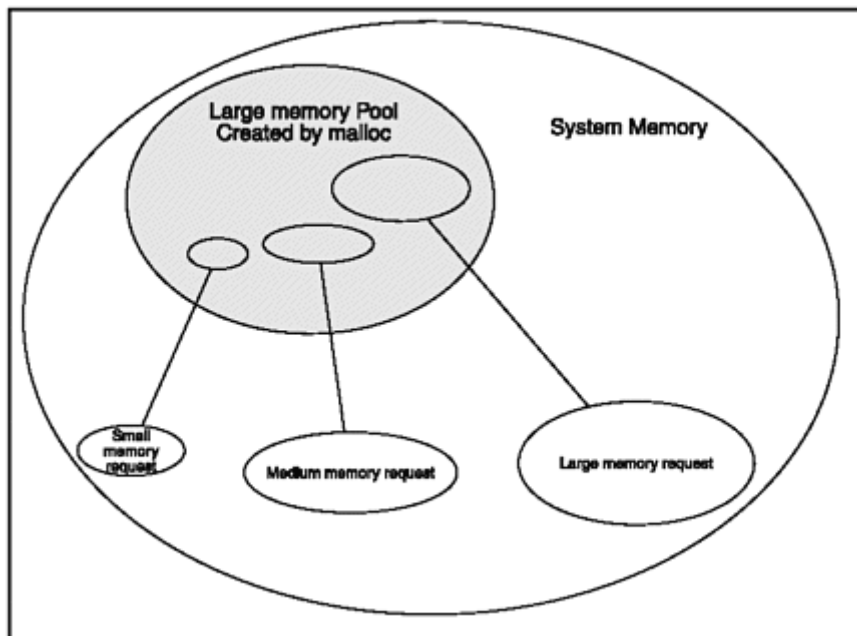 Large memory Pool
Created by malloc
System Memory
Small
memory
request
Medium memory request
Large memory request